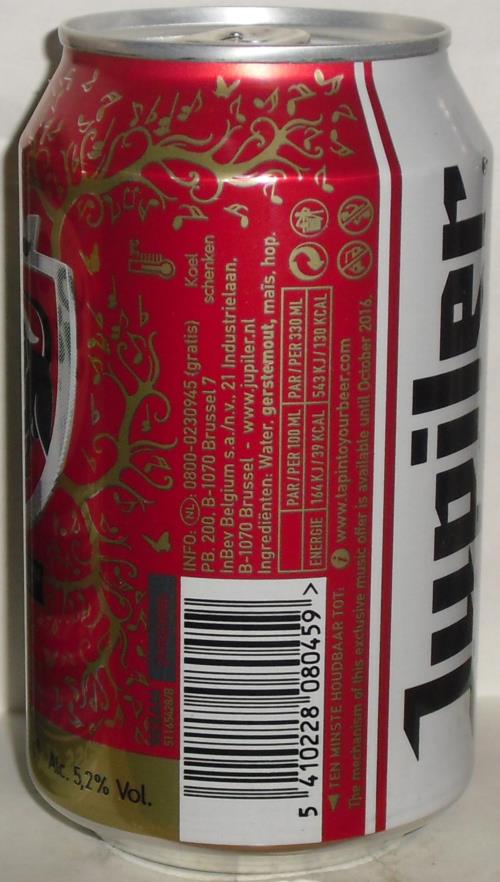 Jupiler
Koel
schenken
INFO: NL: 0800-0230945 (gratis)
PB. 200, B- 1070 Brussel 7
InBev Belgium s.a./n.v., 21 Industrielaan,
B-1070 Brussel - www.jupiler.nl
Ingrediënten: Water, gerstemout, maïs, hop.
PAR/PER 100 ML PAR/PER 330 ML
ENERGIE 164 KJ/39 KCAL 543 KJ/130 KCAL
TEN MINSTE HOUDBAAR TOT: i www.tapintoyourbeer.com
The mechanism of this exclusive music offer is available until October 2016.
5 410228 080459 >
Alc. 5,2% Vol.